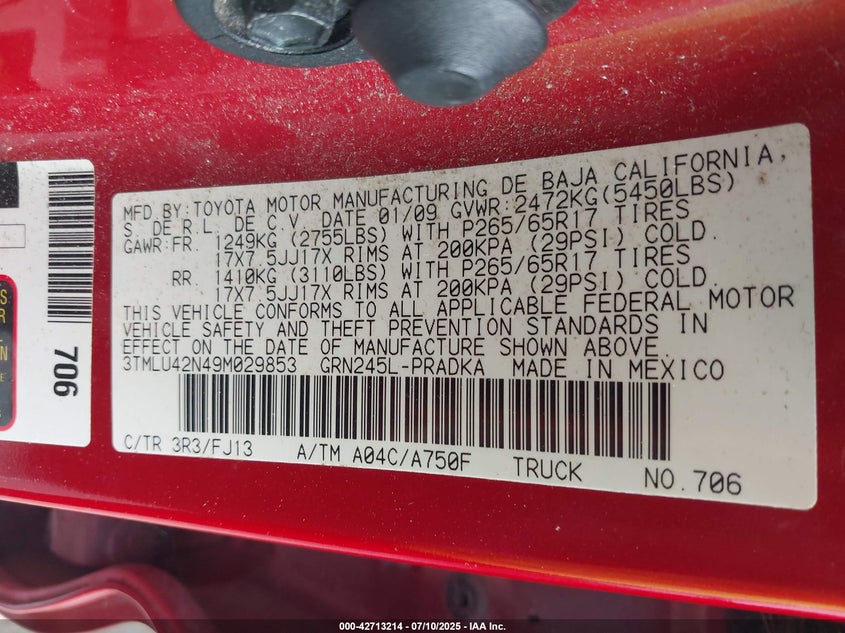 MFD BY: TOYOTA MOTOR MANUFACTURING DE BAJA CALIFORNIA,
S. DE R.L. DE C.V. DATE 01/09 GVWR:2472KG(5450LBS)
GAWR:FR. 1249KG (2755LBS) WITH P265/65R17 TIRES
17X7.5JJ17X RIMS AT 200KPA (29PSI) COLD.
RR. 1410KG (3110LBS) WITH P265/65R17 TIRES
17X7.5JJ17X RIMS AT 200KPA (29PSI) COLD.
THIS VEHICLE CONFORMS TO ALL APPLICABLE FEDERAL MOTOR
VEHICLE SAFETY AND THEFT PREVENTION STANDARDS IN
EFFECT ON THE DATE OF MANUFACTURE SHOWN ABOVE.
3TMLU42N49M029853 GRN245L-PRADKA MADE IN MEXICO
C/TR 3R3/FJ13 A/TM A04C/A750F TRUCK NO.706
706
000-42713214 | 07/10/2025 | IAA Inc.